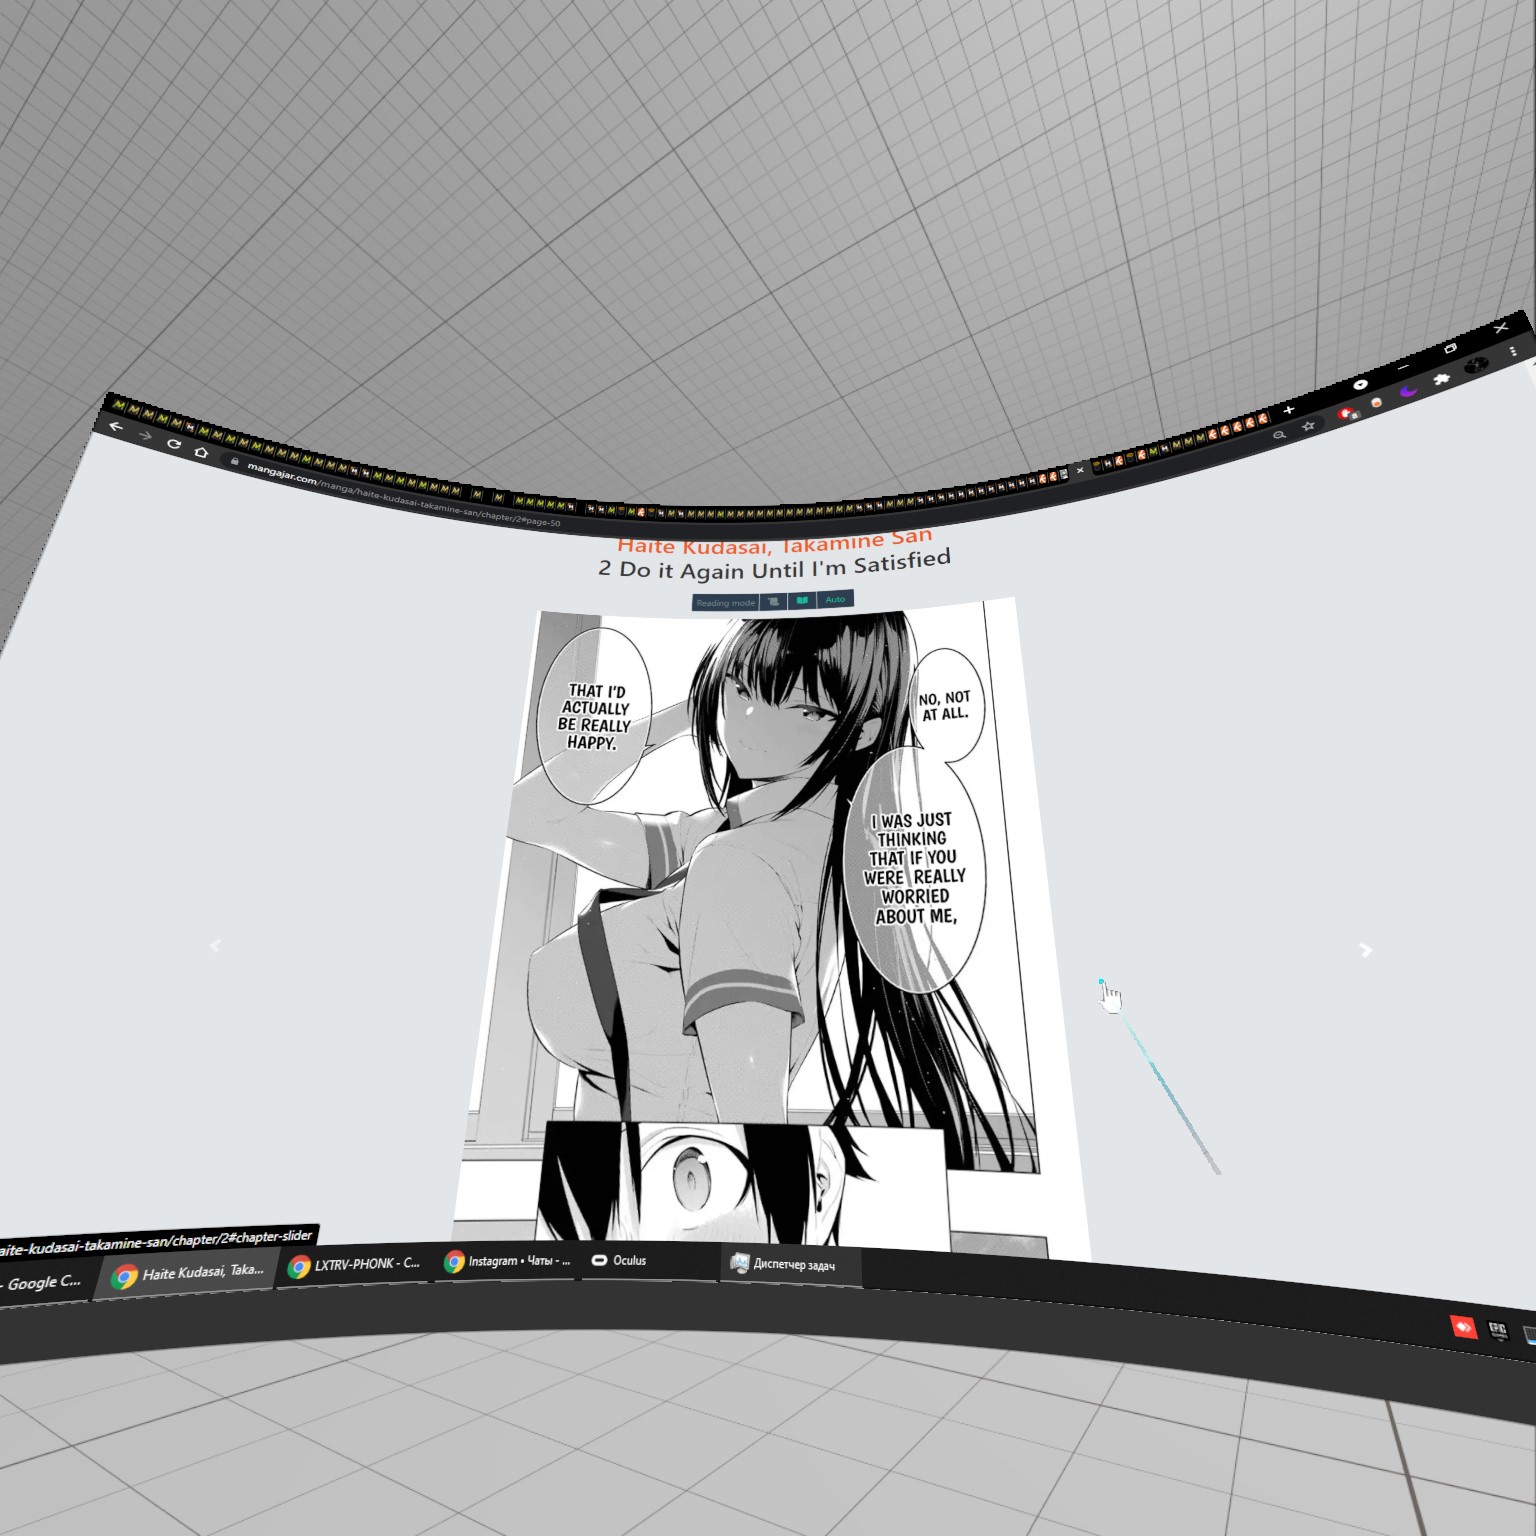 mangajar.com/manga/haite-kudasai-takamine-san/chapter/2#page-50
Haite Kudasai, Takamine San
2 Do it Again Until I'm Satisfied
Reading mode
Auto
NO, NOT
AT ALL.
I WAS JUST
THINKING
THAT IF YOU
WERE REALLY
WORRIED
ABOUT ME,
THAT I'D
ACTUALLY
BE REALLY
HAPPY.
aite-kudasai-takamine-san/chapter/2#chapter-slider
- Google C...
Haite Kudasai, Taka...
LXTRV-PHONK - C...
Instagram • Чаты - ...
Oculus
Диспетчер задач
EPIC